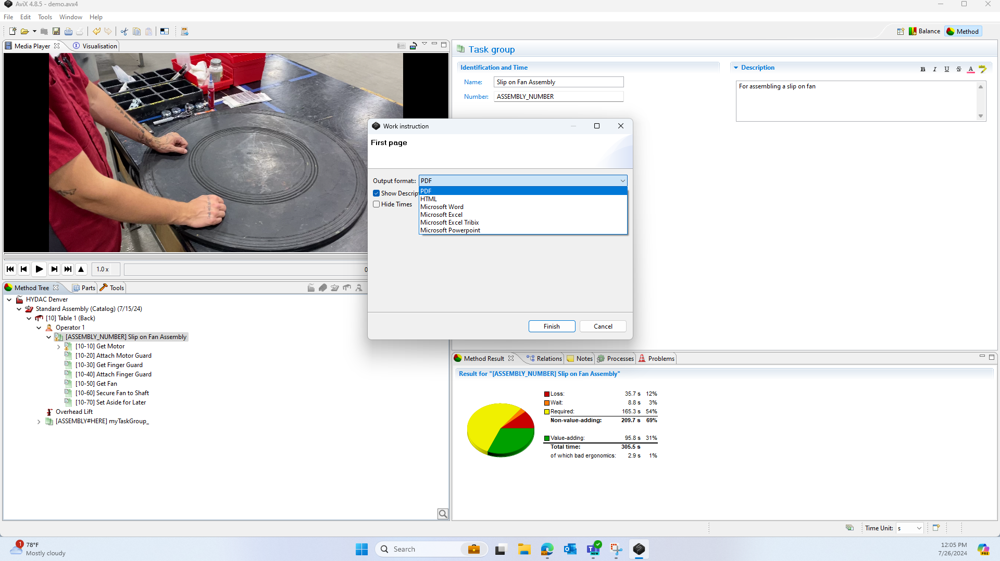 AviX 4.8.5 - demo.avx4
File Edit Tools Window Help
Balance Method
Media Player Visualisation
Task group
Identification and Time
Name: Slip on Fan Assembly
Number: ASSEMBLY_NUMBER
Description
B I U S A abc
For assembling a slip on fan
Work instruction
First page
Output format:: PDF
PDF
HTML
Microsoft Word
Microsoft Excel
Microsoft Excel Tribix
Microsoft Powerpoint
Show Descrip
Hide Times
Finish Cancel
1.0 x
0
Method Tree Parts Tools
HYDAC Denver
Standard Assembly (Catalog) (7/15/24)
[10] Table 1 (Back)
Operator 1
[ASSEMBLY_NUMBER] Slip on Fan Assembly
[10-10] Get Motor
[10-20] Attach Motor Guard
[10-30] Get Finger Guard
[10-40] Attach Finger Guard
[10-50] Get Fan
[10-60] Secure Fan to Shaft
[10-70] Set Aside for Later
Overhead Lift
[ASSEMBLY#HERE] myTaskGroup_
Method Result Relations Notes Processes Problems
Result for "[ASSEMBLY_NUMBER] Slip on Fan Assembly"
Loss: 35.7 s 12%
Wait: 8.8 s 3%
Required: 165.3 s 54%
Non-value-adding: 209.7 s 69%
Value-adding: 95.8 s 31%
Total time: 305.5 s
of which bad ergonomics: 2.9 s 1%
Time Unit: s
1
78°F
Mostly cloudy
Search
NEW
12:05 PM
7/26/2024
PRE